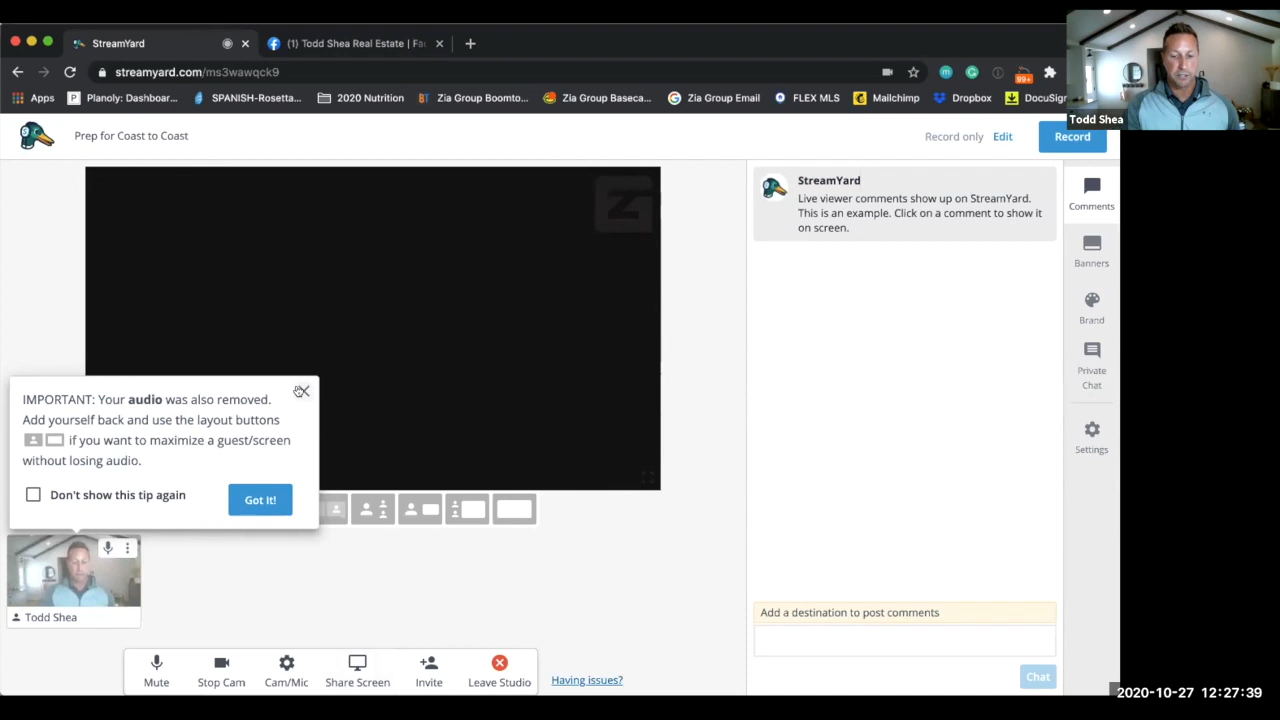 StreamYard
(1) Todd Shea Real Estate | Fac
streamyard.com/ms3wawqck9
99+
Apps
Planoly: Dashboar...
SPANISH-Rosetta...
2020 Nutrition
Zia Group Boomto...
Zia Group Baseca...
Zia Group Email
FLEX MLS
Mailchimp
Dropbox
DocuSign
Todd Shea
Prep for Coast to Coast
Record only
Edit
Record
StreamYard
Live viewer comments show up on StreamYard.
This is an example. Click on a comment to show it
on screen.
Comments
Banners
Brand
Private
Chat
Settings
IMPORTANT: Your audio was also removed.
Add yourself back and use the layout buttons
if you want to maximize a guest/screen
without losing audio.
Don't show this tip again
Got It!
Todd Shea
Add a destination to post comments
Chat
Mute
Stop Cam
Cam/Mic
Share Screen
Invite
Leave Studio
Having issues?
2020-10-27 12:27:39